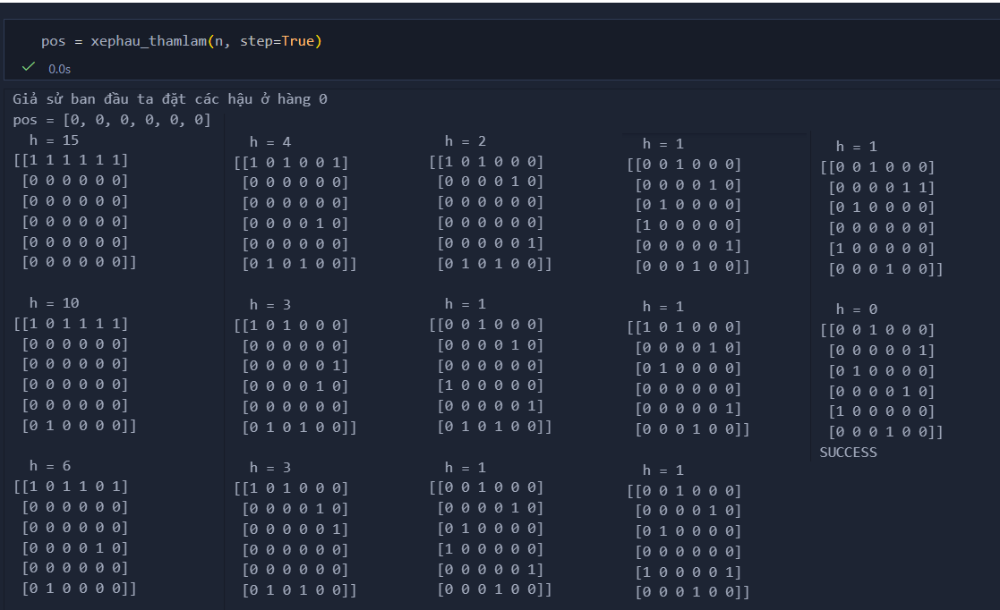 pos = xephau_thamlam(n, step=True)
0.0s
Giả sử ban đầu ta đặt các hậu ở hàng 0
pos = [0, 0, 0, 0, 0, 0]
h = 15
[[1 1 1 1 1 1]
[0 0 0 0 0 0]
[0 0 0 0 0 0]
[0 0 0 0 0 0]
[0 0 0 0 0 0]
[0 0 0 0 0 0]]
h = 10
[[1 0 1 1 1 1]
[0 0 0 0 0 0]
[0 0 0 0 0 0]
[0 0 0 0 0 0]
[0 0 0 0 0 0]
[0 1 0 0 0 0]]
h = 6
[[1 0 1 1 0 1]
[0 0 0 0 0 0]
[0 0 0 0 0 0]
[0 0 0 0 1 0]
[0 0 0 0 0 0]
[0 1 0 0 0 0]]
h = 4
[[1 0 1 0 0 1]
[0 0 0 0 0 0]
[0 0 0 0 0 0]
[0 0 0 0 1 0]
[0 0 0 0 0 0]
[0 1 0 1 0 0]]
h = 3
[[1 0 1 0 0 0]
[0 0 0 0 0 0]
[0 0 0 0 0 1]
[0 0 0 0 1 0]
[0 0 0 0 0 0]
[0 1 0 1 0 0]]
h = 3
[[1 0 1 0 0 0]
[0 0 0 0 1 0]
[0 0 0 0 0 1]
[0 0 0 0 0 0]
[0 0 0 0 0 0]
[0 1 0 1 0 0]]
h = 2
[[1 0 1 0 0 0]
[0 0 0 0 1 0]
[0 0 0 0 0 0]
[0 0 0 0 0 0]
[0 0 0 0 0 1]
[0 1 0 1 0 0]]
h = 1
[[0 0 1 0 0 0]
[0 0 0 0 1 0]
[0 0 0 0 0 0]
[1 0 0 0 0 0]
[0 0 0 0 0 1]
[0 1 0 1 0 0]]
h = 1
[[0 0 1 0 0 0]
[0 0 0 0 1 0]
[0 1 0 0 0 0]
[1 0 0 0 0 0]
[0 0 0 0 0 1]
[0 0 0 1 0 0]]
h = 1
[[0 0 1 0 0 0]
[0 0 0 0 1 0]
[0 1 0 0 0 0]
[1 0 0 0 0 0]
[0 0 0 0 0 1]
[0 0 0 1 0 0]]
h = 1
[[1 0 1 0 0 0]
[0 0 0 0 1 0]
[0 1 0 0 0 0]
[0 0 0 0 0 0]
[0 0 0 0 0 1]
[0 0 0 1 0 0]]
h = 1
[[0 0 1 0 0 0]
[0 0 0 0 1 0]
[0 1 0 0 0 0]
[0 0 0 0 0 0]
[1 0 0 0 0 1]
[0 0 0 1 0 0]]
h = 1
[[0 0 1 0 0 0]
[0 0 0 0 1 1]
[0 1 0 0 0 0]
[0 0 0 0 0 0]
[1 0 0 0 0 0]
[0 0 0 1 0 0]]
h = 0
[[0 0 1 0 0 0]
[0 0 0 0 0 1]
[0 1 0 0 0 0]
[0 0 0 0 1 0]
[1 0 0 0 0 0]
[0 0 0 1 0 0]]
SUCCESS